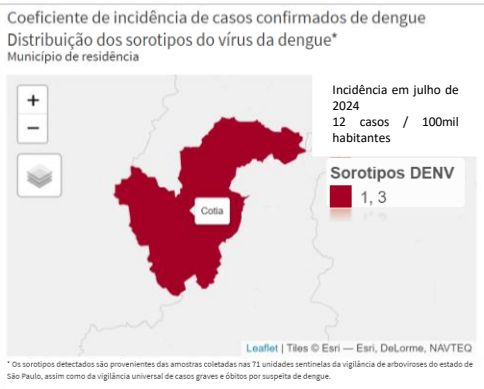 Coeficiente de incidência de casos confirmados de dengue
Distribuição dos sorotipos do vírus da dengue*
Município de residência
+
−
Incidência em julho de
2024
12 casos / 100mil
habitantes
Sorotipos DENV
1, 3
Cotia
Leaflet | Tiles © Esri — Esri, DeLorme, NAVTEQ
* Os sorotipos detectados são provenientes das amostras coletadas nas 71 unidades sentinelas da vigilância de arboviroses do estado de
São Paulo, assim como da vigilância universal de casos graves e óbitos por suspeita de dengue.